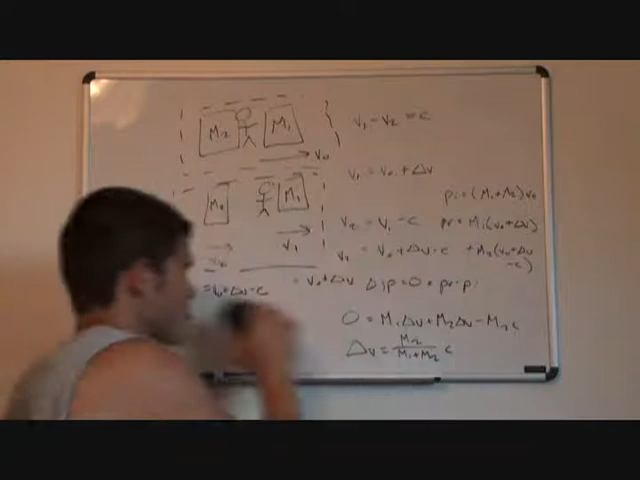 M₂ M₁
v₀
v₁ - v₂ = c
v₁ = v₀ + Δv
M₂ M₁
v₁
v₂ = v₁ - c
v₂ = v₀ + Δv - c
pᵢ = (M₁+M₂)v₀
pf = M₁(v₀+Δv)
+ M₂(v₀+Δv
-c)
= v₀+Δv-c
= v₀+Δv
Δp = 0 = pf - pᵢ
0 = M₁Δv + M₂Δv - M₂c
Δv = M₂/(M₁+M₂) c